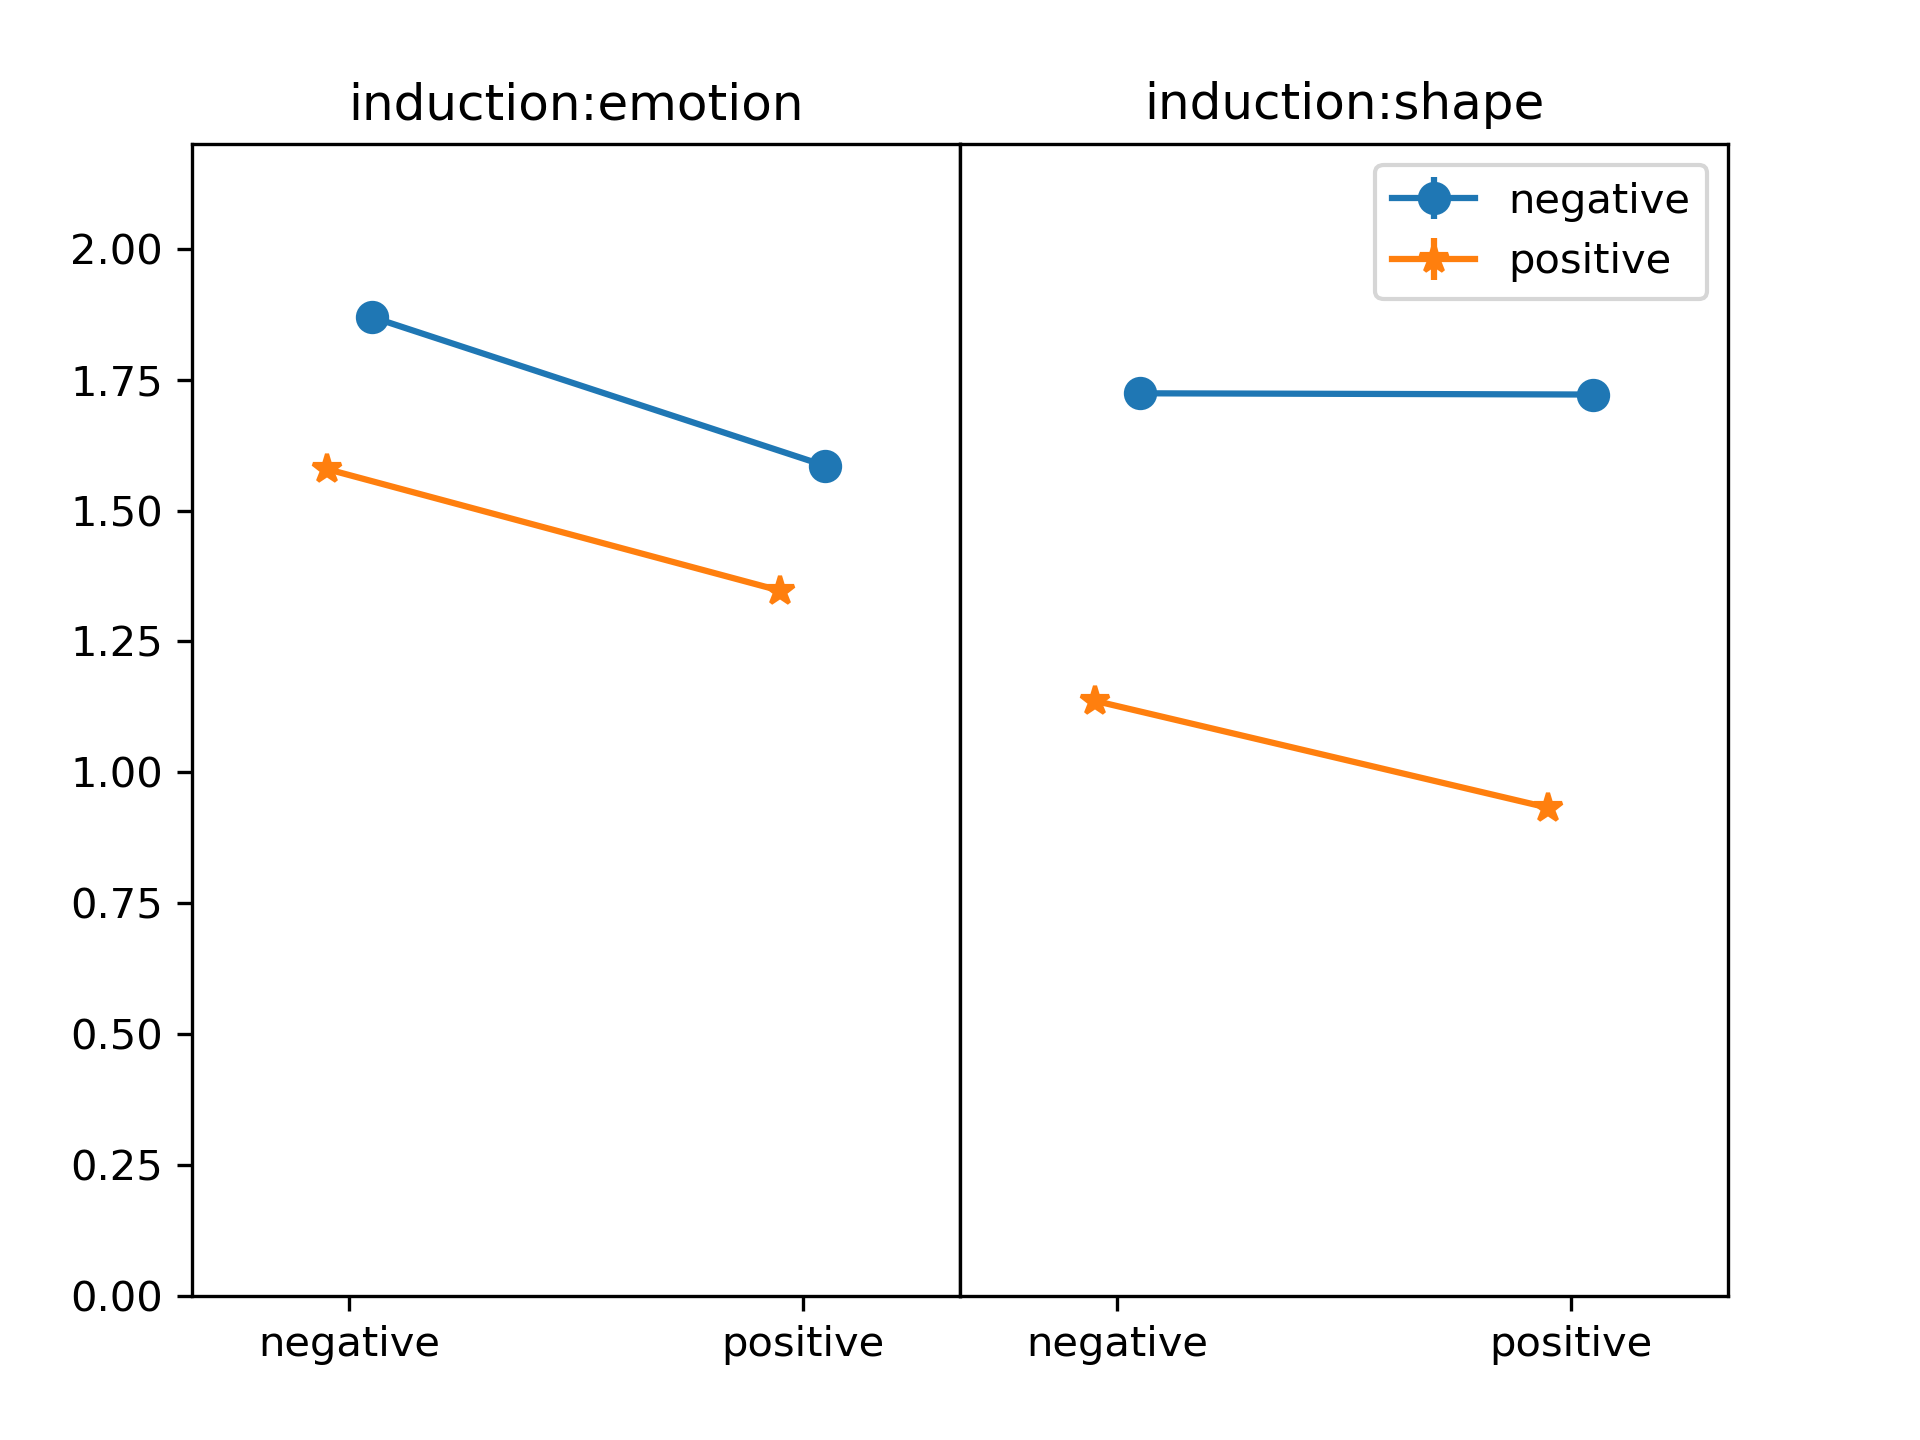 induction:emotion
induction:shape
negative
positive
2.00
1.75
1.50
1.25
1.00
0.75
0.50
0.25
0.00
negative
positive
negative
positive